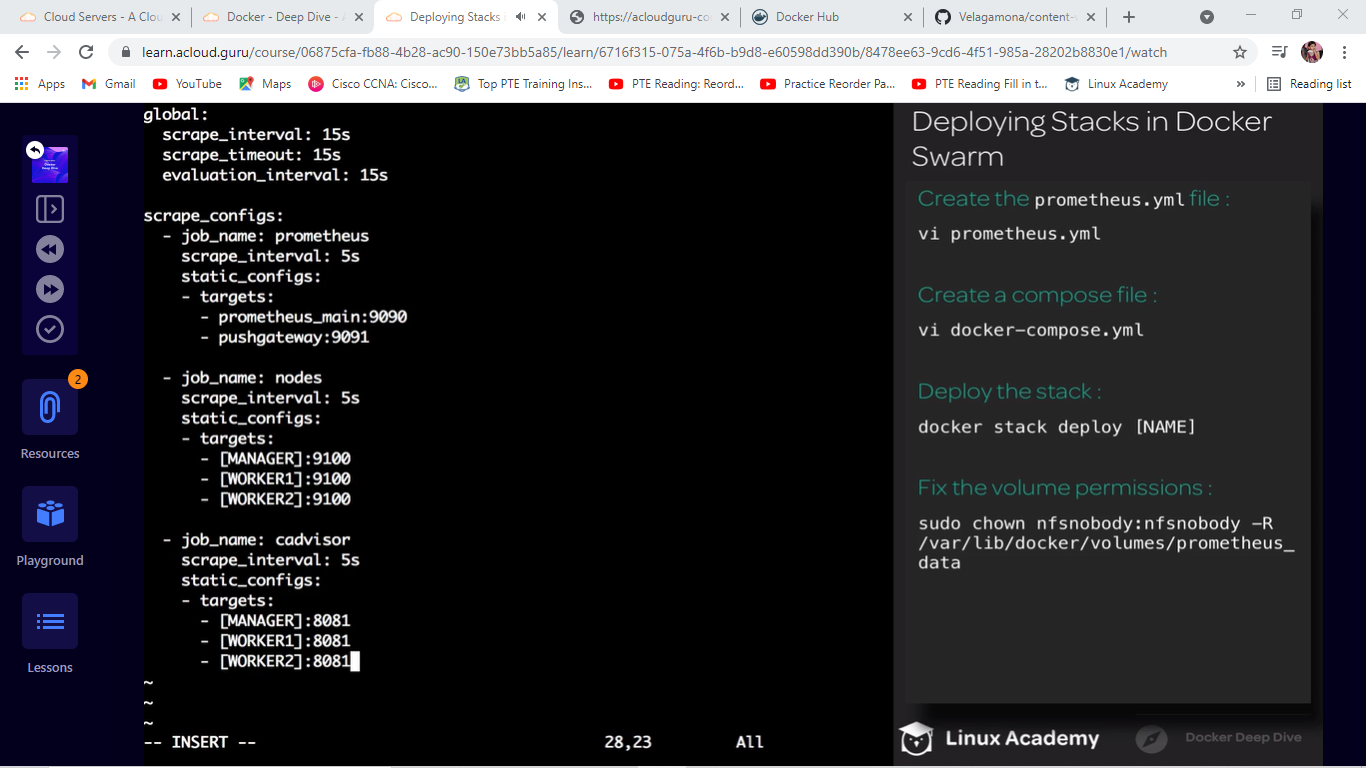 Cloud Servers - A Clou
Docker - Deep Dive - A
Deploying Stacks
https://acloudguru-co
Docker Hub
Velagamona/content-
learn.acloud.guru/course/06875cfa-fb88-4b28-ac90-150e73bb5a85/learn/6716f315-075a-4f6b-b9d8-e60598dd390b/8478ee63-9cd6-4f51-985a-28202b8830e1/watch
Apps
Gmail
YouTube
Maps
Cisco CCNA: Cisco...
Top PTE Training Ins...
PTE Reading: Reord...
Practice Reorder Pa...
PTE Reading Fill in t...
Linux Academy
»
Reading list
Docker
Deep Dive
2
Resources
Playground
Lessons
global:
scrape_interval: 15s
scrape_timeout: 15s
evaluation_interval: 15s
scrape_configs:
- job_name: prometheus
scrape_interval: 5s
static_configs:
- targets:
- prometheus_main:9090
- pushgateway:9091
- job_name: nodes
scrape_interval: 5s
static_configs:
- targets:
- [MANAGER]:9100
- [WORKER1]:9100
- [WORKER2]:9100
- job_name: cadvisor
scrape_interval: 5s
static_configs:
- targets:
- [MANAGER]:8081
- [WORKER1]:8081
- [WORKER2]:8081
~
~
~
-- INSERT -- 28,23 All
Deploying Stacks in Docker
Swarm
Create the prometheus.yml file :
vi prometheus.yml
Create a compose file :
vi docker-compose.yml
Deploy the stack :
docker stack deploy [NAME]
Fix the volume permissions :
sudo chown nfsnobody:nfsnobody -R
/var/lib/docker/volumes/prometheus_
data
Linux Academy
Docker Deep Dive